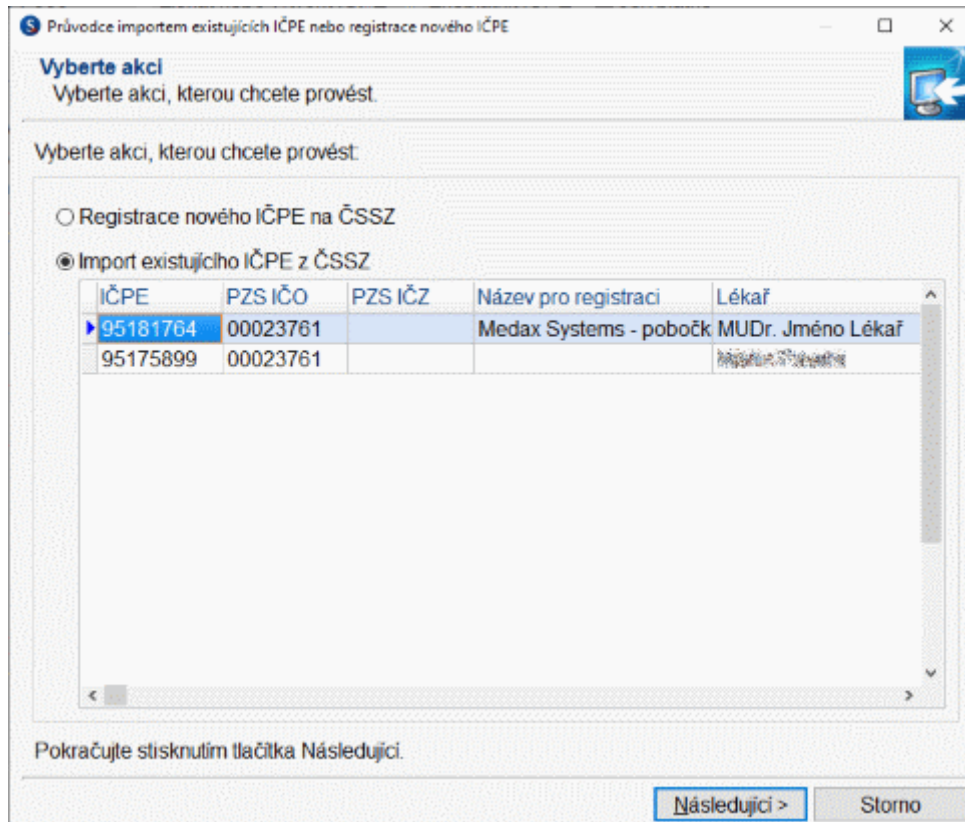 Průvodce importem existujících IČPE nebo registrace nového IČPE
Vyberte akci
Vyberte akci, kterou chcete provést.
Vyberte akci, kterou chcete provést:
Registrace nového IČPE na ČSSZ
Import existujícího IČPE z ČSSZ
IČPE PZS IČO PZS IČZ Název pro registraci Lékař
95181764 00023761 Medax Systems - pobočk MUDr. Jméno Lékař
95175899 00023761
Pokračujte stisknutím tlačítka Následující.
Následující > Storno